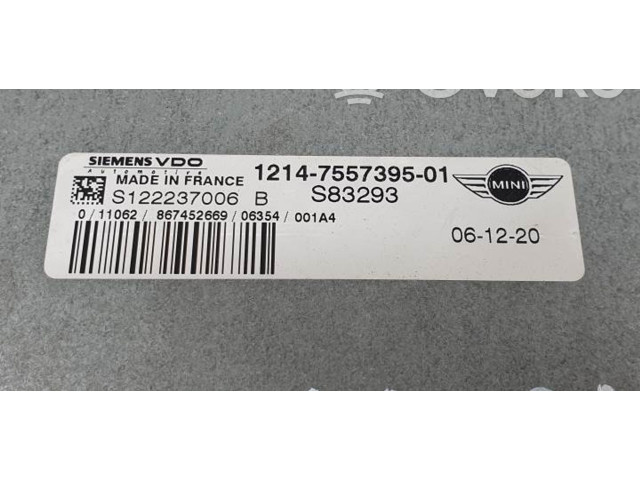 SIEMENS VDO
Automotive
MADE IN FRANCE
1214-7557395-01
MINI
S122237006 B
S83293
0/11062/ 867452669/06354/ 001A4
06-12-20